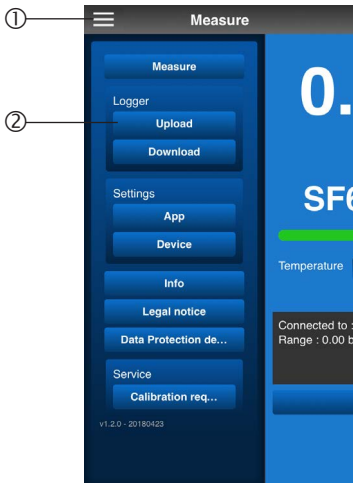 ①
Measure
Measure
Logger
②
Upload
Download
Settings
App
Device
Info
Legal notice
Data Protection de...
Service
Calibration req...
v1.2.0 - 20180423
0.
SF6
Temperature
Connected to :
Range : 0.00 b